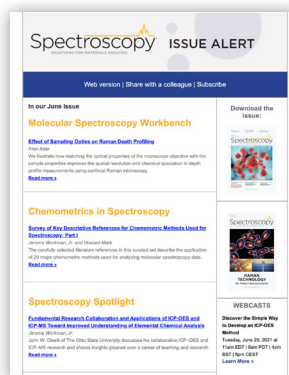 Spectroscopy ISSUE ALERT
SOLUTIONS FOR MATERIALS ANALYSIS
Web version | Share with a colleague | Subscribe
In our June Issue
Molecular Spectroscopy Workbench
Effect of Sampling Optics on Raman Depth Profiling
Fran Adar
We illustrate how matching the optical properties of the microscope objective with the
sample properties improves the spatial resolution and chemical speciation in depth
profile measurements using confocal Raman microscopy.
Read more »
Chemometrics in Spectroscopy
Survey of Key Descriptive References for Chemometric Methods Used for
Spectroscopy: Part I
Jerome Workman, Jr. and Howard Mark
The carefully selected literature references in this curated set describe the application
of 29 major chemometric methods used for analyzing molecular spectroscopy data.
Read more »
Spectroscopy Spotlight
Fundamental Research Collaboration and Applications of ICP-OES and
ICP-MS Toward Improved Understanding of Elemental Chemical Analysis
Jerome Workman, Jr.
John W. Olesik of The Ohio State University discusses his collaborative ICP-OES and
ICP-MS research and shares insights gleaned over a career of teaching and research.
Read more »
Download the
issue:
Spectroscopy
Spectroscopy
RAMAN
TECHNOLOGY
WEBCASTS
Discover the Simple Way
to Develop an ICP-OES
Method
Tuesday, June 29, 2021 at
11am EDT | 8am PDT | 4pm
BST | 5pm CEST
Learn More »